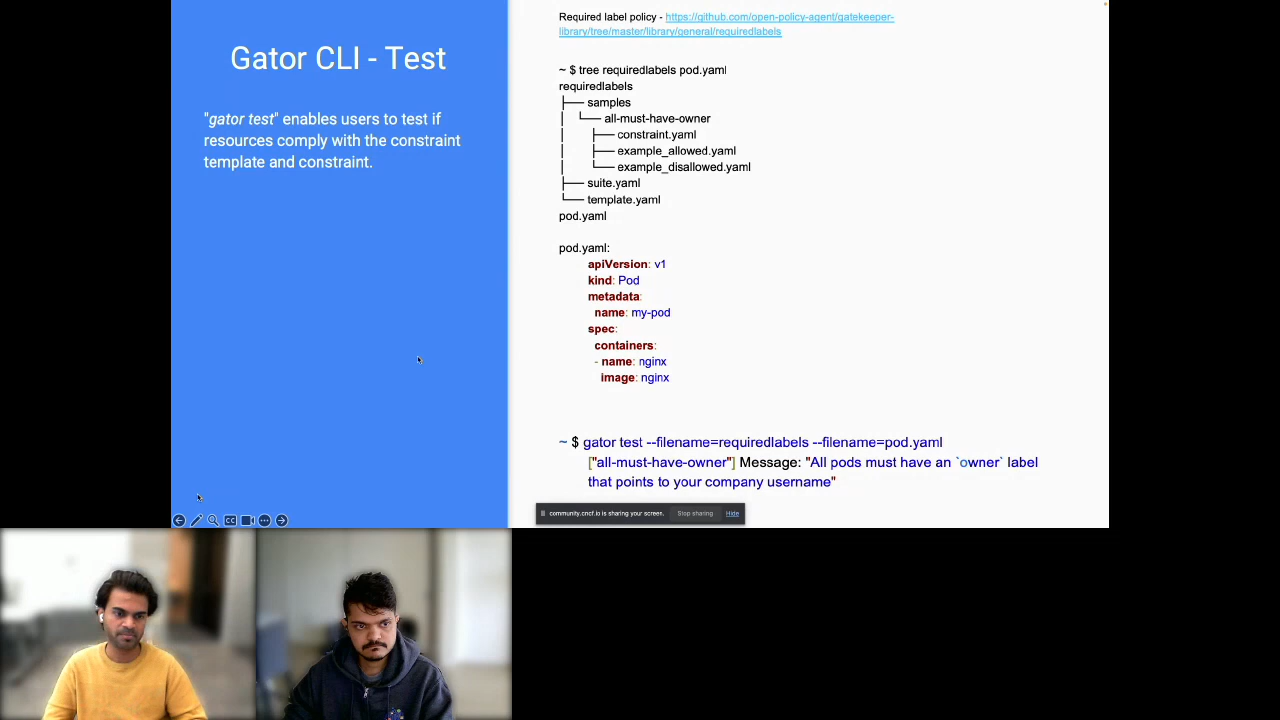 Gator CLI - Test
"gator test" enables users to test if
resources comply with the constraint
template and constraint.
Required label policy - https://github.com/open-policy-agent/gatekeeper-
library/tree/master/library/general/requiredlabels
~ $ tree requiredlabels pod.yaml
requiredlabels
├── samples
│   └── all-must-have-owner
│       ├── constraint.yaml
│       ├── example_allowed.yaml
│       └── example_disallowed.yaml
├── suite.yaml
└── template.yaml
pod.yaml
pod.yaml:
apiVersion: v1
kind: Pod
metadata:
  name: my-pod
spec:
  containers:
  - name: nginx
    image: nginx
~ $ gator test --filename=requiredlabels --filename=pod.yaml
["all-must-have-owner"] Message: "All pods must have an `owner` label
that points to your company username"
community.cncf.io is sharing your screen. Stop sharing Hide
CC